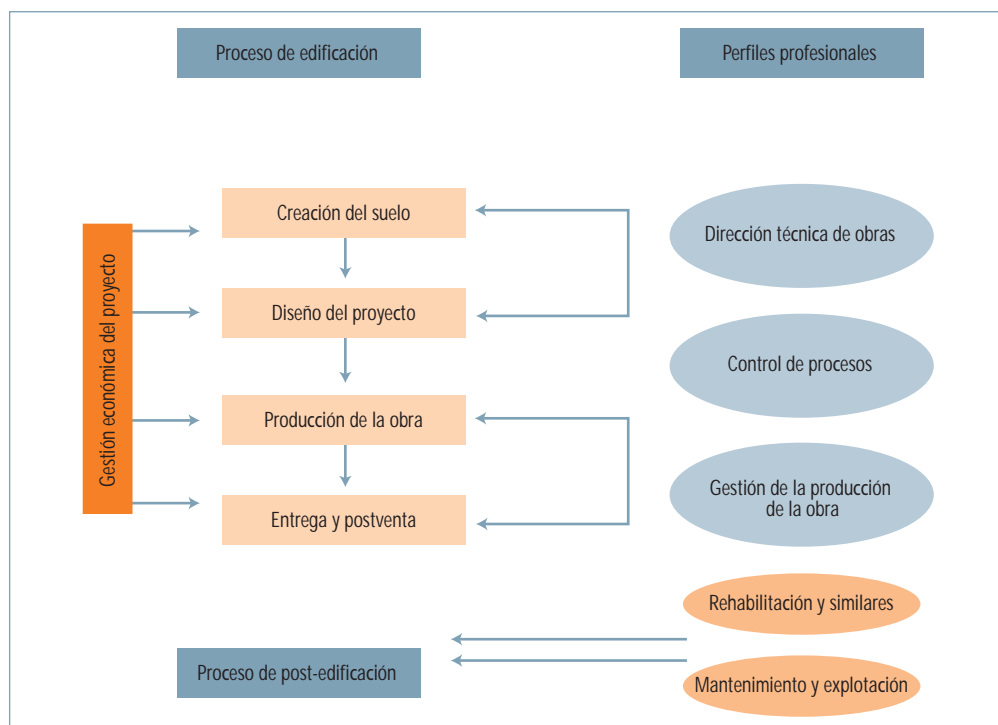 Proceso de edificación
Perfiles profesionales
Gestión económica del proyecto
Creación del suelo
Diseño del proyecto
Producción de la obra
Entrega y postventa
Dirección técnica de obras
Control de procesos
Gestión de la producción
de la obra
Rehabilitación y similares
Mantenimiento y explotación
Proceso de post-edificación